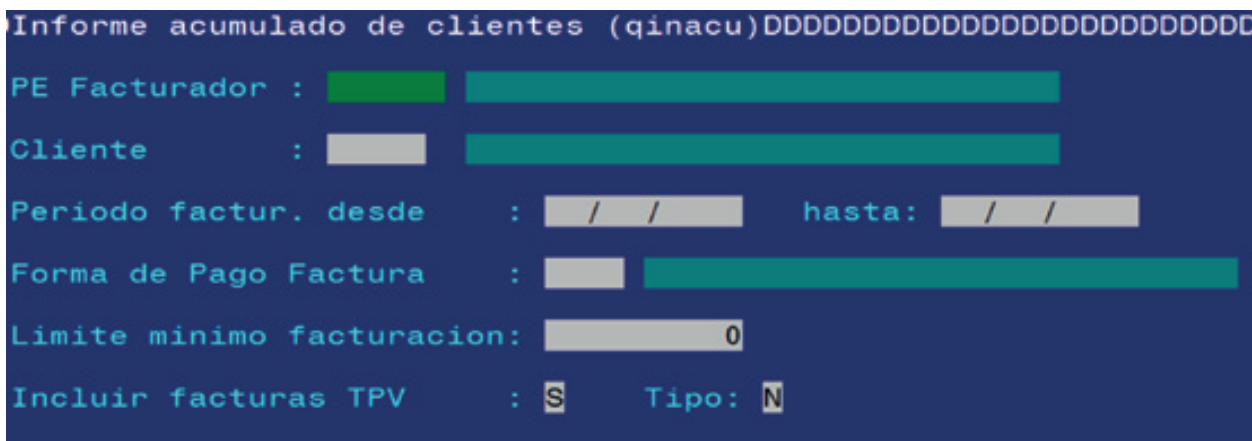 Informe acumulado de clientes (qinacu)DDDDDDDDDDDDDDDDDDDDDDDDD
PE Facturador :
Cliente :
Periodo factur. desde : / / hasta: / /
Forma de Pago Factura :
Limite minimo facturacion: 0
Incluir facturas TPV : S Tipo: N